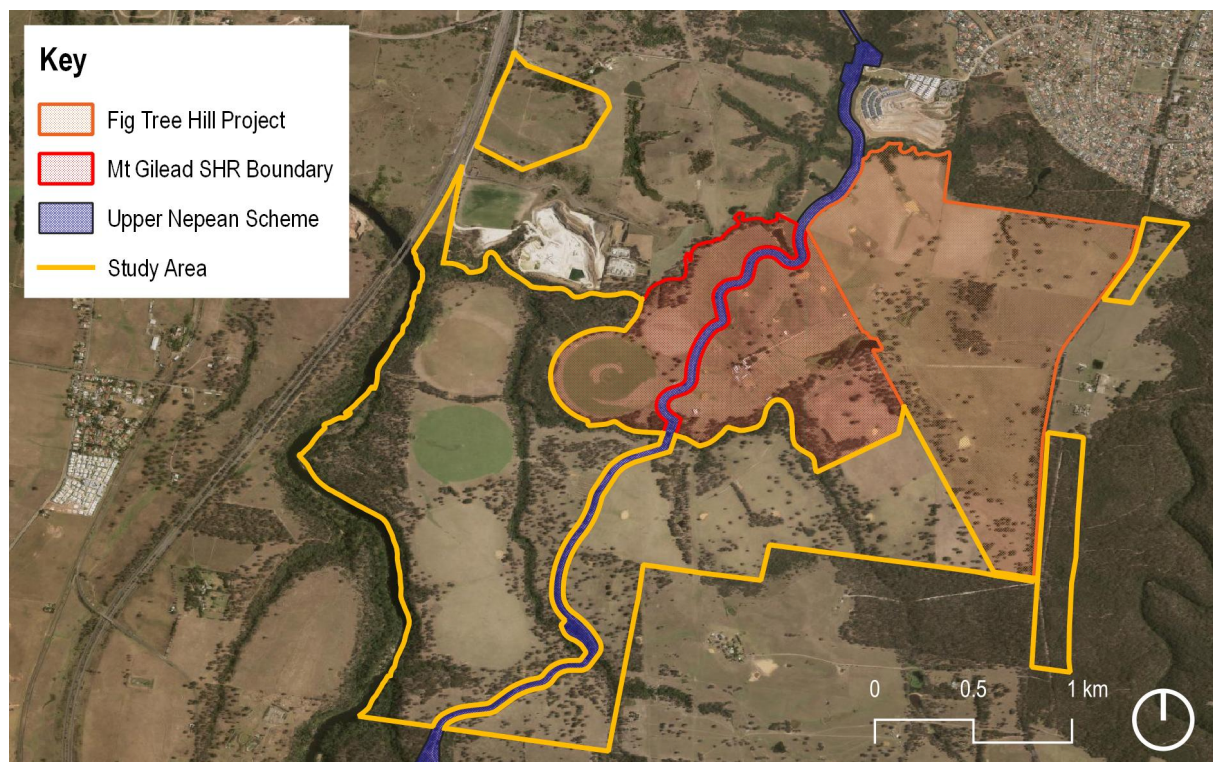 Key
Fig Tree Hill Project
Mt Gilead SHR Boundary
Upper Nepean Scheme
Study Area
0 0.5 1 km